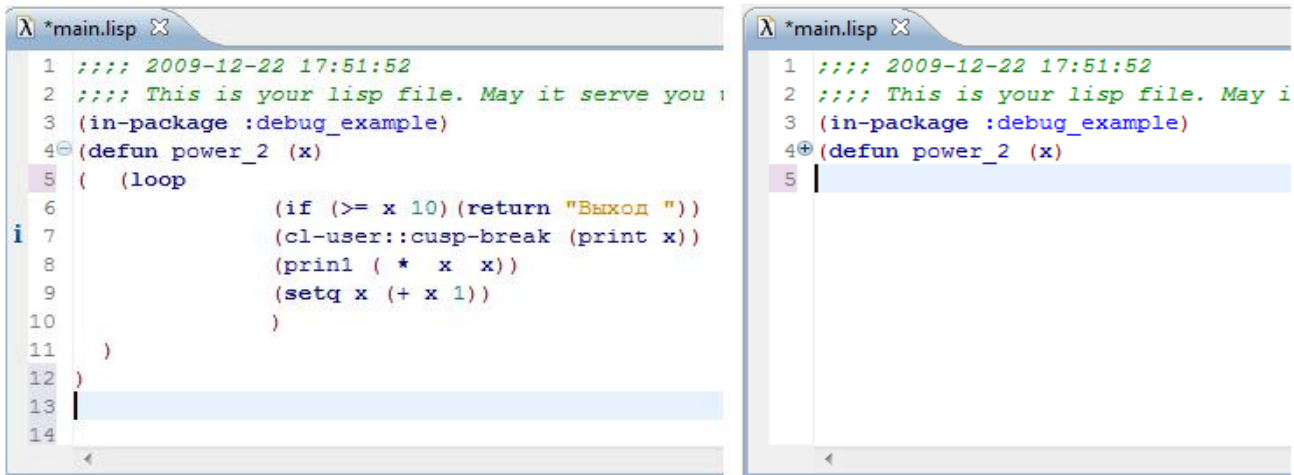 *main.lisp
1 ;;;; 2009-12-22 17:51:52
2 ;;;; This is your lisp file. May it serve you
3 (in-package :debug_example)
4 (defun power_2 (x)
5 (  (loop
6 (if (>= x 10)(return "Выход "))
i 7 (cl-user::cusp-break (print x))
8 (prin1 ( *  x  x))
9 (setq x (+ x 1))
10 )
11 )
12 )
13
14
*main.lisp
1 ;;;; 2009-12-22 17:51:52
2 ;;;; This is your lisp file. May i
3 (in-package :debug_example)
4 (defun power_2 (x)
5